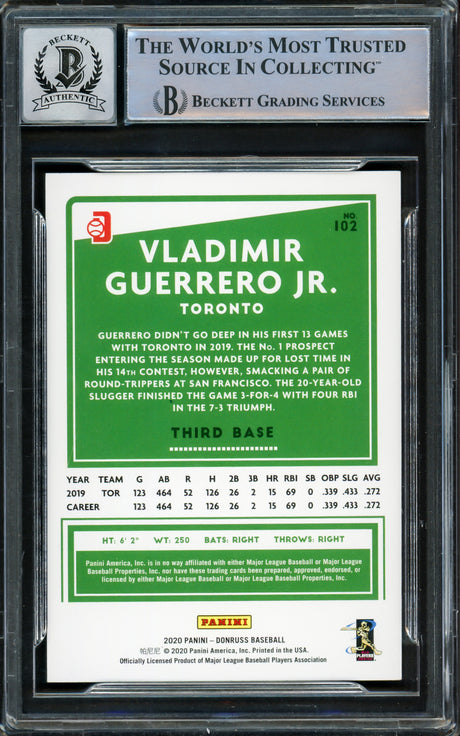 BECKETT
B
AUTHENTIC
THE WORLD'S MOST TRUSTED
SOURCE IN COLLECTING™
B BECKETT GRADING SERVICES
D
NO.
102
VLADIMIR
GUERRERO JR.
TORONTO
GUERRERO DIDN'T GO DEEP IN HIS FIRST 13 GAMES
WITH TORONTO IN 2019. THE No. 1 PROSPECT
ENTERING THE SEASON MADE UP FOR LOST TIME IN
HIS 14TH CONTEST, HOWEVER, SMACKING A PAIR OF
ROUND-TRIPPERS AT SAN FRANCISCO. THE 20-YEAR-OLD
SLUGGER FINISHED THE GAME 3-FOR-4 WITH FOUR RBI
IN THE 7-3 TRIUMPH.
THIRD BASE
YEAR TEAM G AB R H 2B 3B HR RBI SB OBP SLG AVG
2019 TOR 123 464 52 126 26 2 15 69 0 .339 .433 .272
CAREER 123 464 52 126 26 2 15 69 0 .339 .433 .272
HT: 6' 2" WT: 250 BATS: RIGHT THROWS: RIGHT
Panini America, Inc. is in no way affiliated with either Major League Baseball or Major League
Baseball Properties, Inc., nor have these trading cards been prepared, approved, endorsed, or
licensed by either Major League Baseball or Major League Baseball Properties, Inc.
PANINI
2020 PANINI – DONRUSS BASEBALL
帕尼尼 © 2020 Panini America, Inc. Printed in the USA.
Officially Licensed Product of Major League Baseball Players Association
PLAYERS